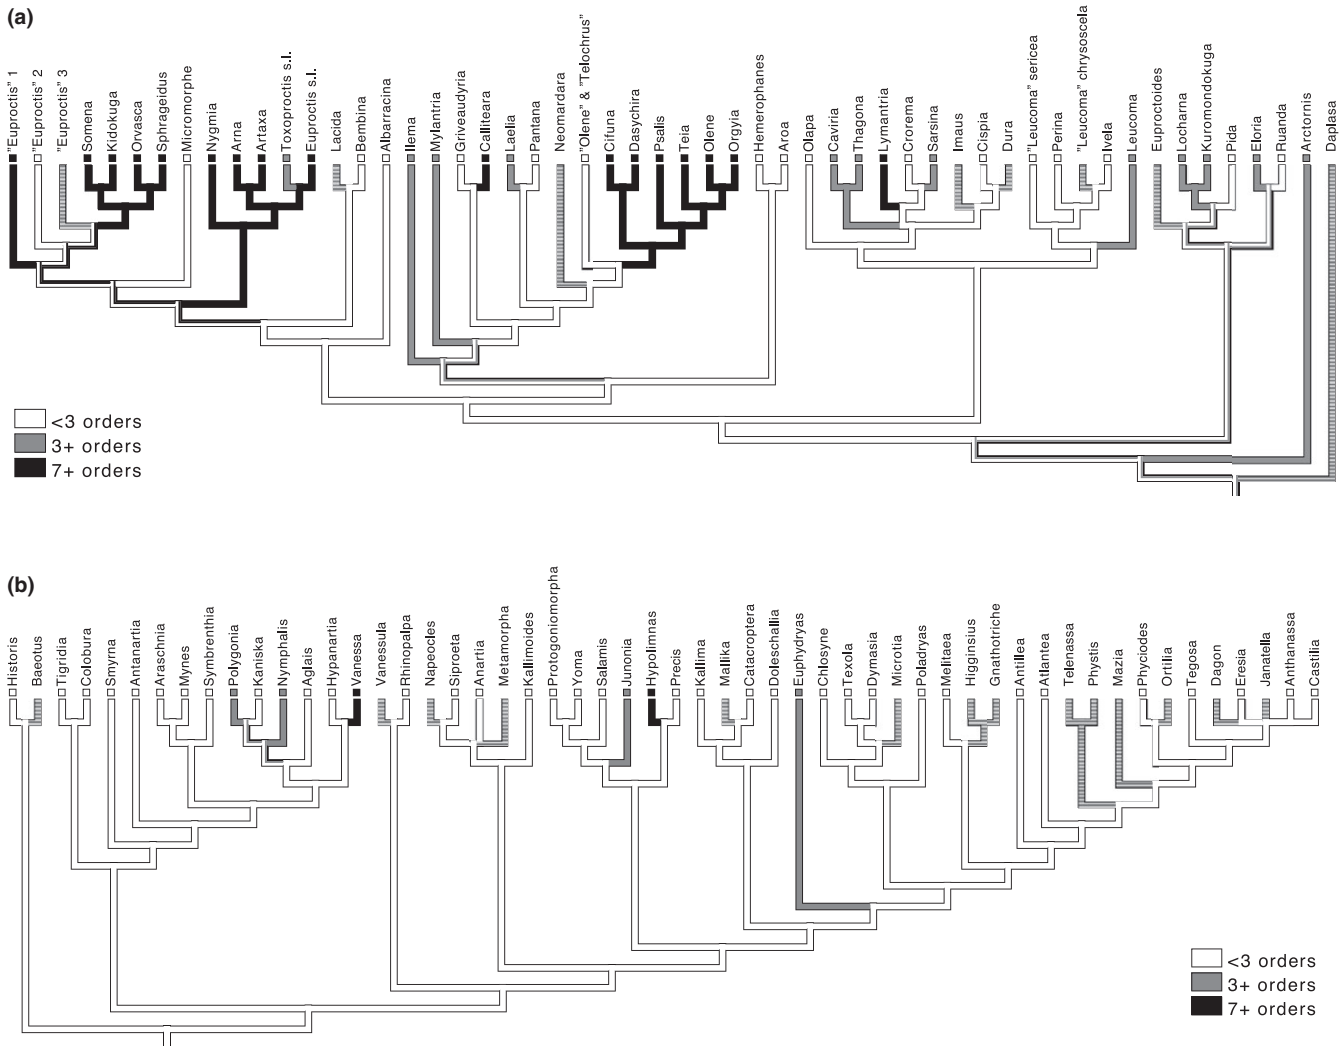 (a)
"Euproctis" 1
"Euproctis" 2
"Euproctis" 3
Somena
Kidokuga
Orvasca
Sphrageidus
Micromorphe
Nygmia
Arna
Artaxa
Toxoproctis s.l.
Euproctis s.l.
Lacida
Bembina
Albarracina
Ilema
Mylantria
Griveaudyria
Calliteara
Laelia
Pantana
Neomardara
"Olene" & "Telochrus"
Cifuna
Dasychira
Psalis
Teia
Olene
Orgyia
Hemerophanes
Aroa
Olapa
Caviria
Thagona
Lymantria
Crorema
Sarsina
Imaus
Cispia
Dura
"Leucoma" sericea
Perina
"Leucoma" chrysoscela
Ivela
Leucoma
Euproctoides
Locharna
Kuromondokuga
Pida
Eloria
Ruanda
Arctornis
Daplasa
<3 orders
3+ orders
7+ orders
(b)
Historis
Baeotus
Tigridia
Colobura
Smyrna
Antanartia
Araschnia
Mynes
Symbrenthia
Polygonia
Kaniska
Nymphalis
Aglais
Hypanartia
Vanessa
Vanessula
Rhinopalpa
Napeocles
Siproeta
Anartia
Metamorpha
Kallimoides
Protogoniomorpha
Yoma
Salamis
Junonia
Hypolimnas
Precis
Kallima
Mallika
Catacroptera
Doleschallia
Euphydryas
Chlosyne
Texola
Dymasia
Microtia
Poladryas
Melitaea
Higginsius
Gnathotriche
Antillea
Atlantea
Telenassa
Phystis
Mazia
Phyciodes
Ortilia
Tegosa
Dagon
Eresia
Janatella
Anthanassa
Castilia
<3 orders
3+ orders
7+ orders